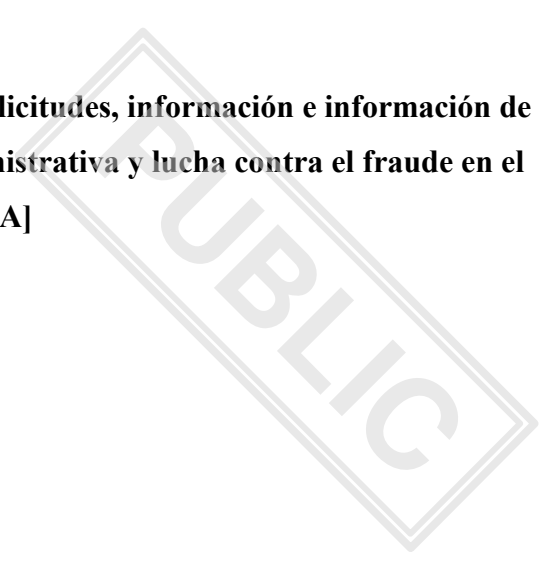 licitudes, información e información de
nistrativa y lucha contra el fraude en el
A]
PUBLIC